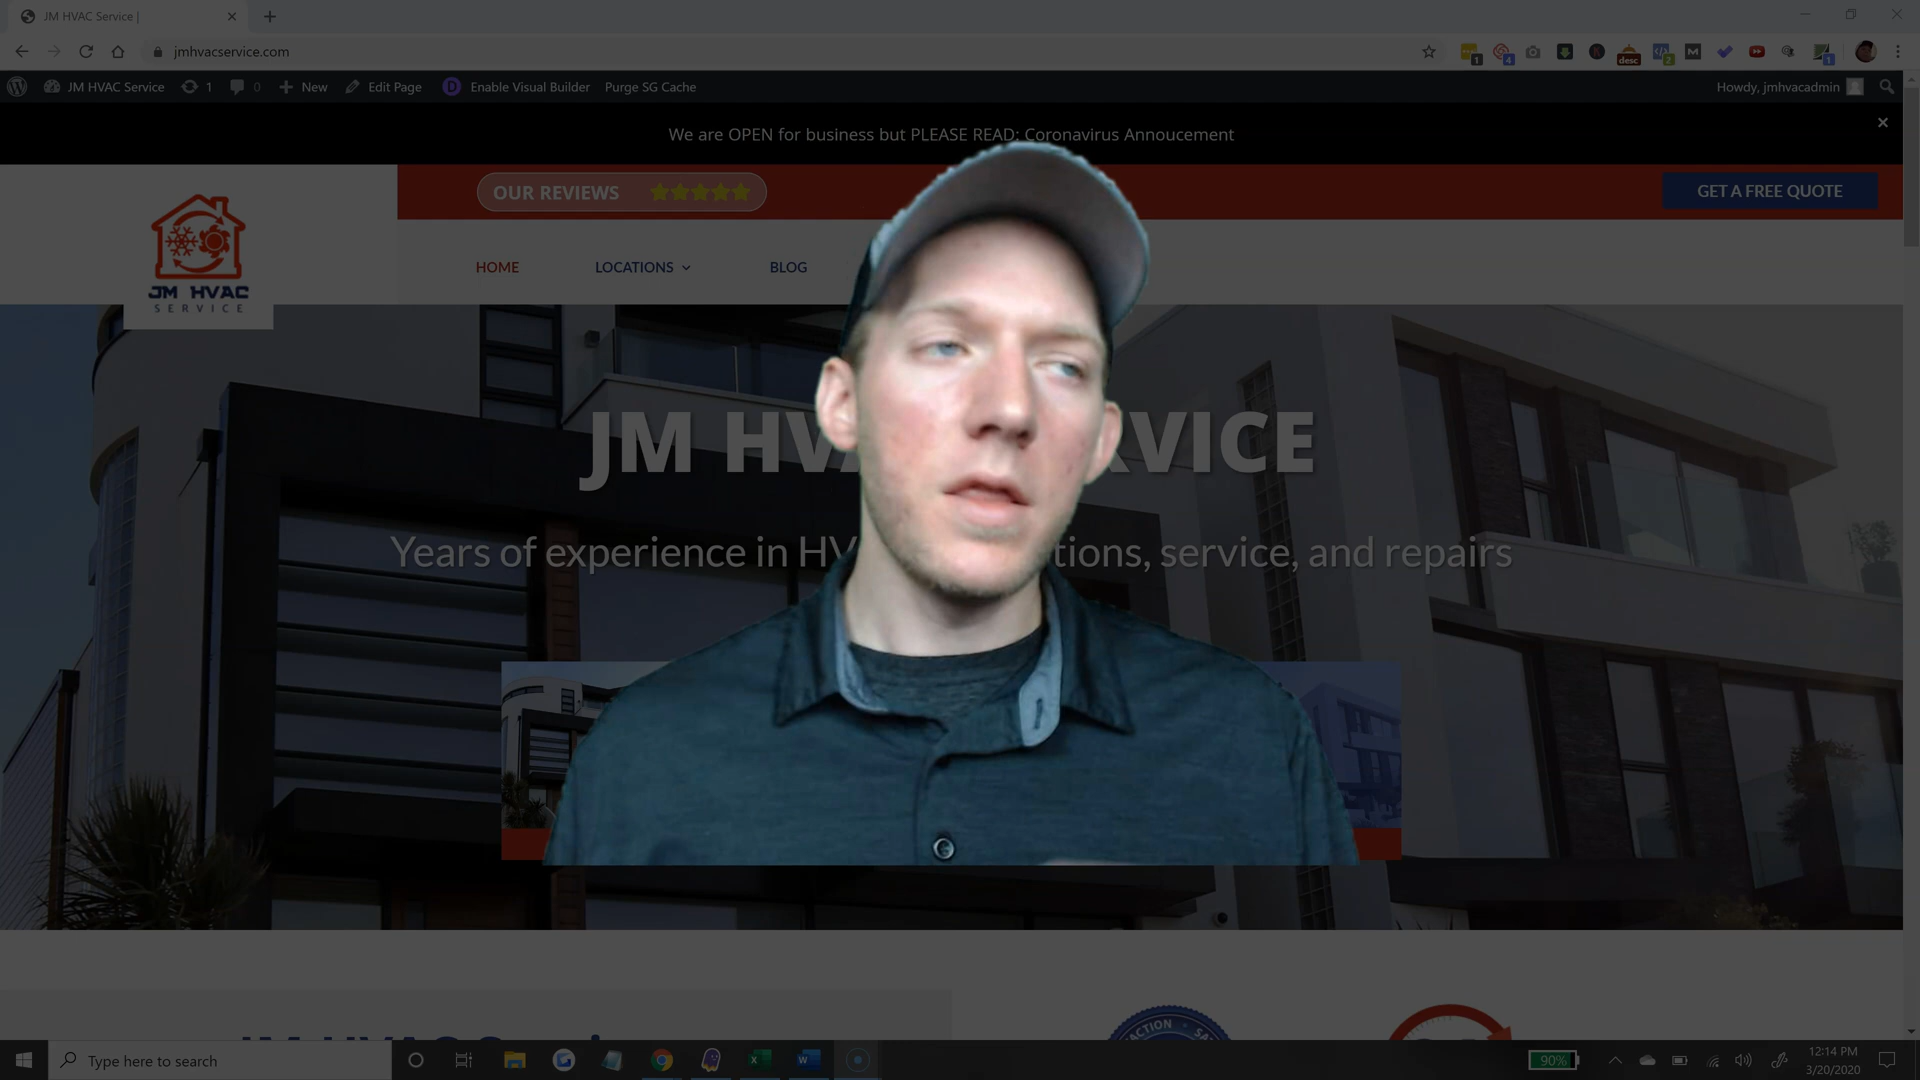 JM HVAC Service |
jmhvacservice.com
JM HVAC Service 1 0 New Edit Page Enable Visual Builder Purge SG Cache Howdy, jmhvacadmin
We are OPEN for business but PLEASE READ: Coronavirus Annoucement
OUR REVIEWS
GET A FREE QUOTE
JM HVAC
SERVICE
HOME LOCATIONS BLOG
JM HV RVICE
Years of experience in HV tions, service, and repairs
Type here to search
90%
12:14 PM
3/20/2020